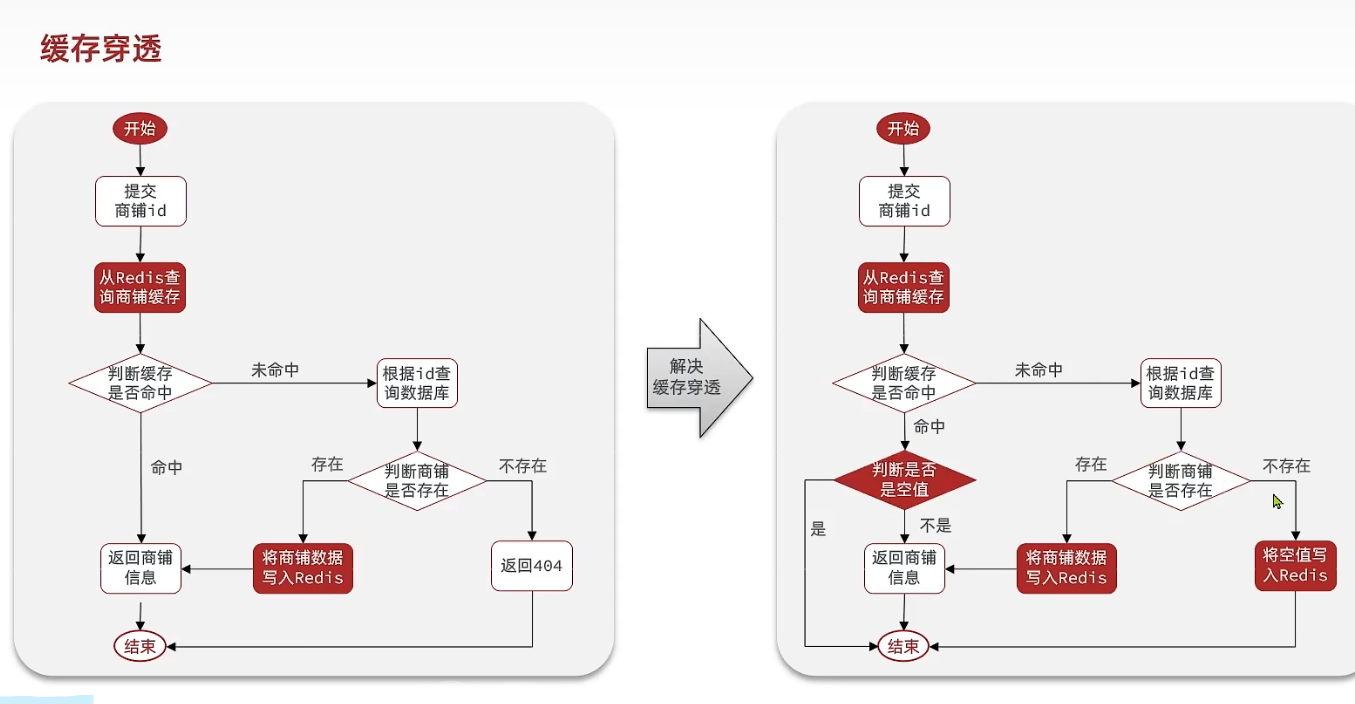 缓存穿透
开始
提交
商铺id
从Redis查
询商铺缓存
判断缓存
是否命中
未命中
根据id查
询数据库
命中
存在
判断商铺
是否存在
不存在
返回商铺
信息
将商铺数据
写入Redis
返回404
结束
解决
缓存穿透
开始
提交
商铺id
从Redis查
询商铺缓存
判断缓存
是否命中
未命中
根据id查
询数据库
命中
判断是否
是空值
存在
判断商铺
是否存在
不存在
是
不是
返回商铺
信息
将商铺数据
写入Redis
将空值写
入Redis
结束